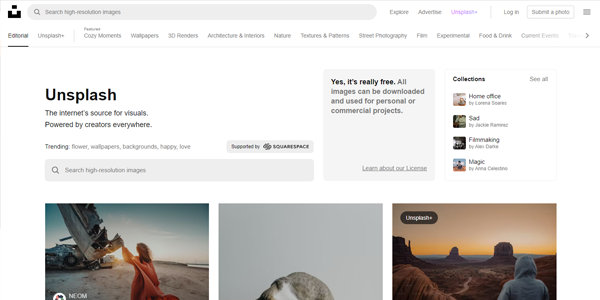 Search high-resolution images
Explore
Advertise
Unsplash+
Log in
Submit a photo
Editorial
Unsplash+
Featured
Cozy Moments
Wallpapers
3D Renders
Architecture & Interiors
Nature
Textures & Patterns
Street Photography
Film
Experimental
Food & Drink
Current Events
Unsplash
The internet's source for visuals.
Powered by creators everywhere.
Trending: flower, wallpapers, backgrounds, happy, love
Supported by SQUARESPACE
Search high-resolution images
Yes, it's really free. All
images can be downloaded
and used for personal or
commercial projects.
Learn about our License
Collections
See all
Home office
by Lorena Soares
Sad
by Jackie Ramirez
Filmmaking
by Alex Darke
Magic
by Anna Celestino
NEOM
Unsplash+